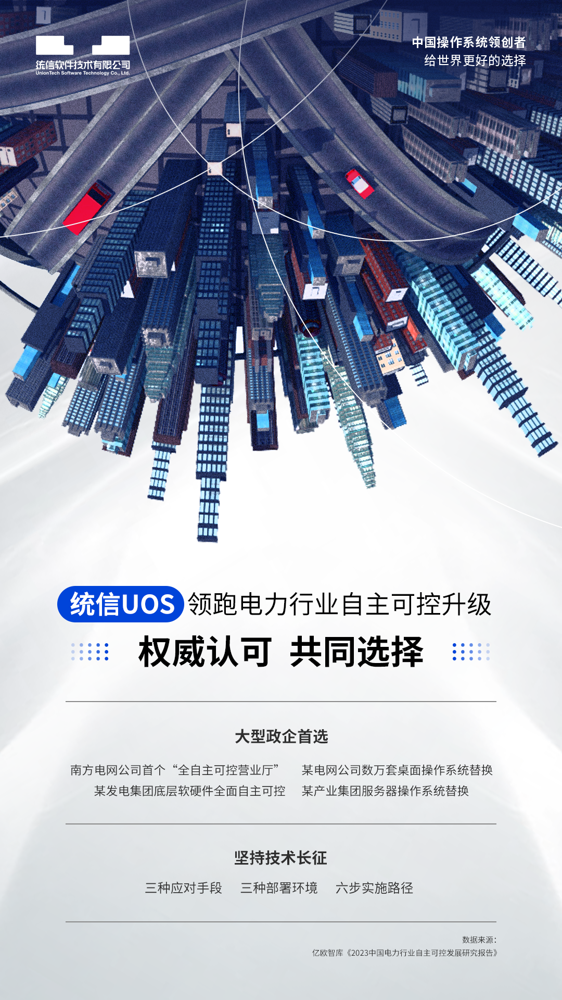 统信软件技术有限公司
UnionTech Software Technology Co., Ltd.
中国操作系统领创者
给世界更好的选择
统信UOS 领跑电力行业自主可控升级
权威认可 共同选择
大型政企首选
南方电网公司首个“全自主可控营业厅” 某电网公司数万套桌面操作系统替换
某发电集团底层软硬件全面自主可控 某产业集团服务器操作系统替换
坚持技术长征
三种应对手段 三种部署环境 六步实施路径
数据来源：
亿欧智库《2023中国电力行业自主可控发展研究报告》